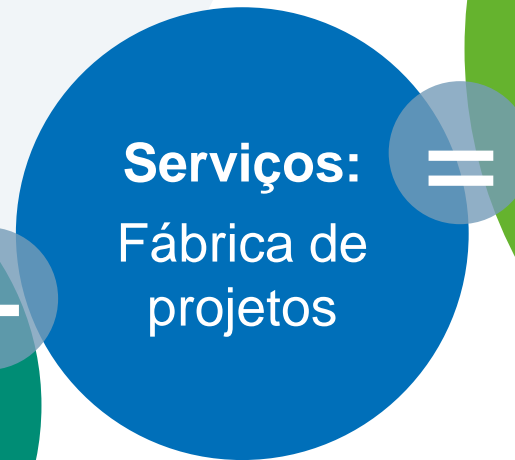 Serviços:
Fábrica de
projetos
=